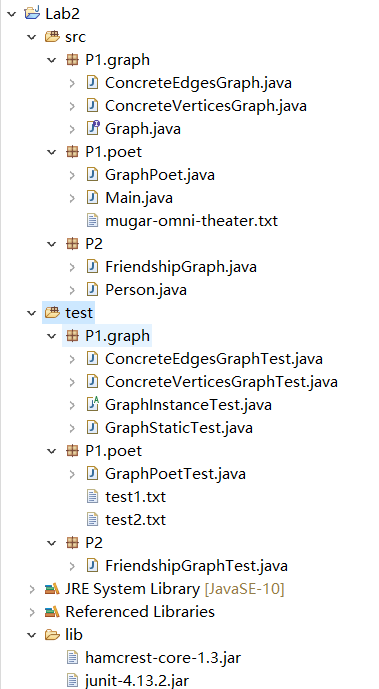 Lab2
src
P1.graph
ConcreteEdgesGraph.java
ConcreteVerticesGraph.java
Graph.java
P1.poet
GraphPoet.java
Main.java
mugar-omni-theater.txt
P2
FriendshipGraph.java
Person.java
test
P1.graph
ConcreteEdgesGraphTest.java
ConcreteVerticesGraphTest.java
GraphInstanceTest.java
GraphStaticTest.java
P1.poet
GraphPoetTest.java
test1.txt
test2.txt
P2
FriendshipGraphTest.java
JRE System Library [JavaSE-10]
Referenced Libraries
lib
hamcrest-core-1.3.jar
junit-4.13.2.jar